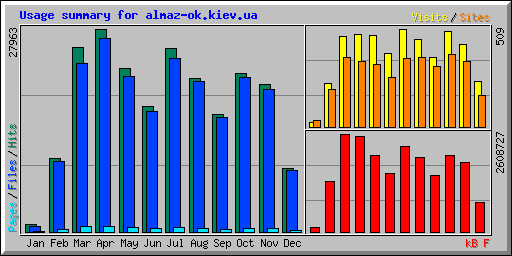 Usage summary for almaz-ok.kiev.ua
Visits / Sites
27963
509
Pages / Files / Hits
2608727
Jan Feb Mar Apr May Jun Jul Aug Sep Oct Nov Dec
kB F